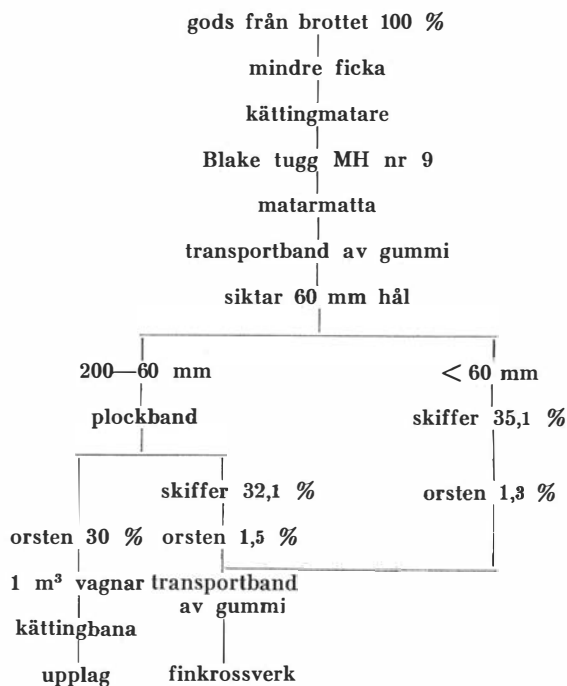 gods från brottet 100 %
mindre ficka
kättingmatare
Blake tugg MH nr 9
matarmatta
transportband av gummi
siktar 60 mm hål
200—60 mm
< 60 mm
plockband
skiffer 35,1 %
skiffer 32,1 %
orsten 1,3 %
orsten 30 %
orsten 1,5 %
1 m³ vagnar
transportband
av gummi
kättingbana
upplag
finkrossverk